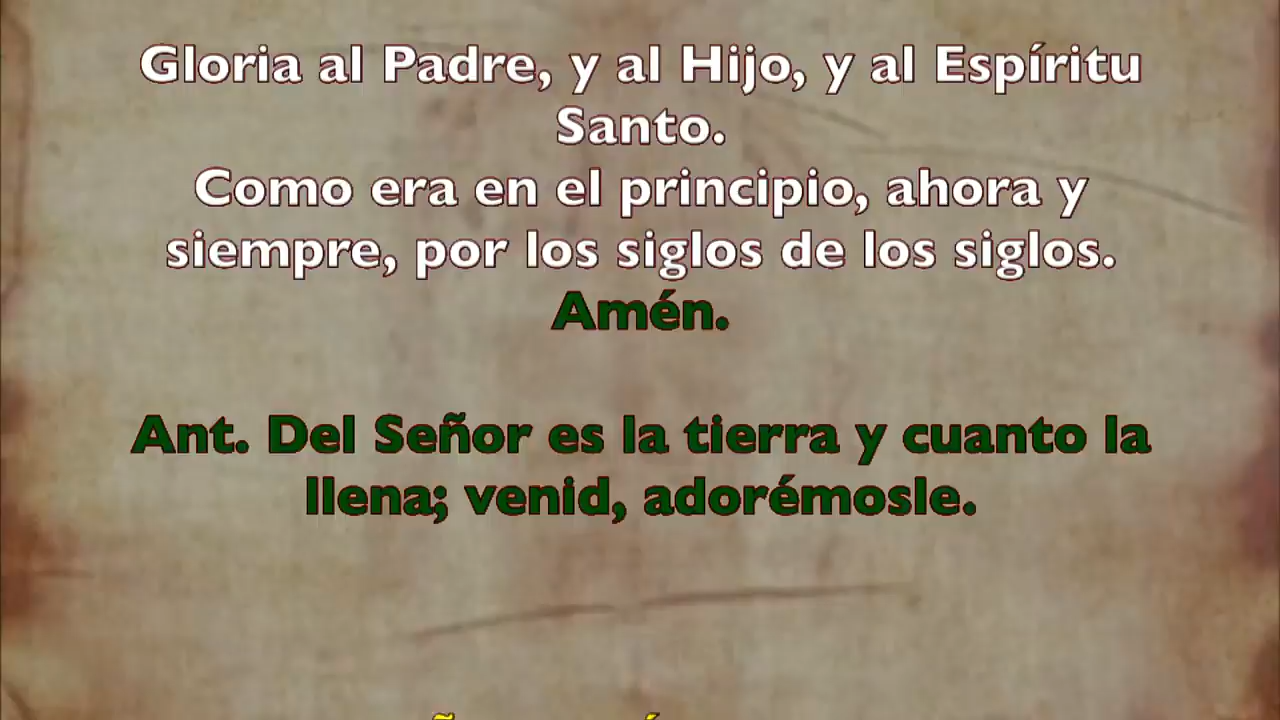 Gloria al Padre, y al Hijo, y al Espíritu
Santo.
Como era en el principio, ahora y
siempre, por los siglos de los siglos.
Amén.
Ant. Del Señor es la tierra y cuanto la
llena; venid, adorémosle.